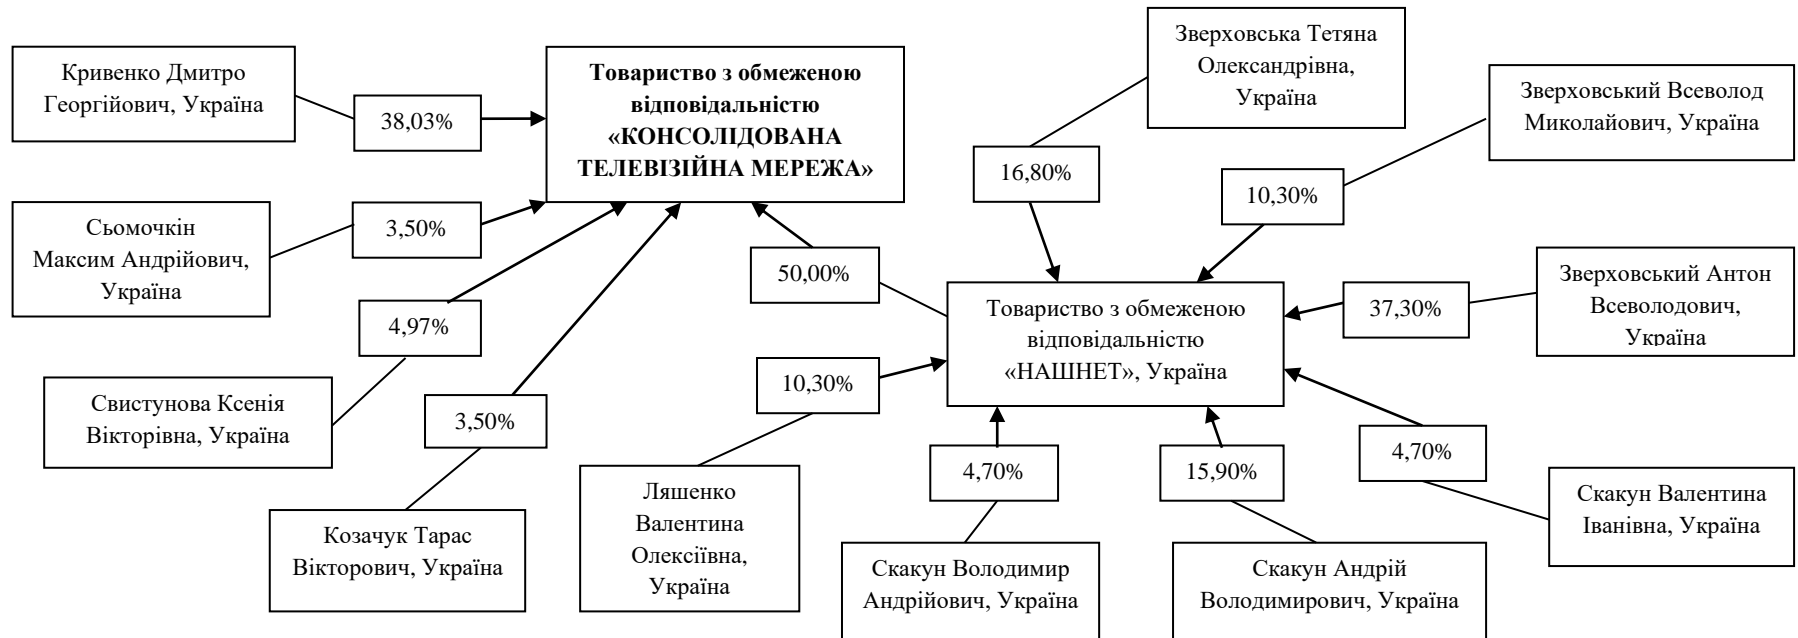 Кривенко Дмитро
Георгійович, Україна
38,03%
Товариство з обмеженою
відповідальністю
«КОНСОЛІДОВАНА
ТЕЛЕВІЗІЙНА МЕРЕЖА»
Зверховська Тетяна
Олександрівна,
Україна
16,80%
Зверховський Всеволод
Миколайович, Україна
10,30%
Сьомочкін
Максим Андрійович,
Україна
3,50%
50,00%
Товариство з обмеженою
відповідальністю
«НАШНЕТ», Україна
37,30%
Зверховський Антон
Всеволодович,
Україна
4,97%
Свистунова Ксенія
Вікторівна, Україна
3,50%
Козачук Тарас
Вікторович, Україна
10,30%
Ляшенко
Валентина
Олексіївна,
Україна
4,70%
Скакун Володимир
Андрійович, Україна
15,90%
Скакун Андрій
Володимирович, Україна
4,70%
Скакун Валентина
Іванівна, Україна